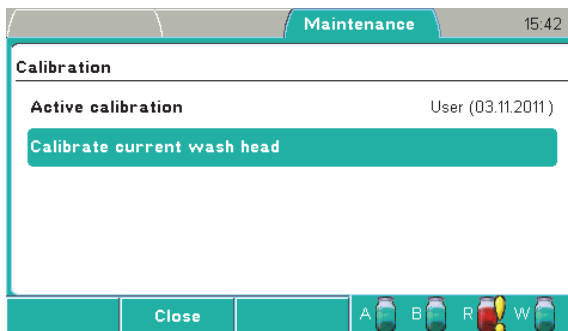 Maintenance 15:42
Calibration
Active calibration User (03.11.2011)
Calibrate current wash head
Close A B R W